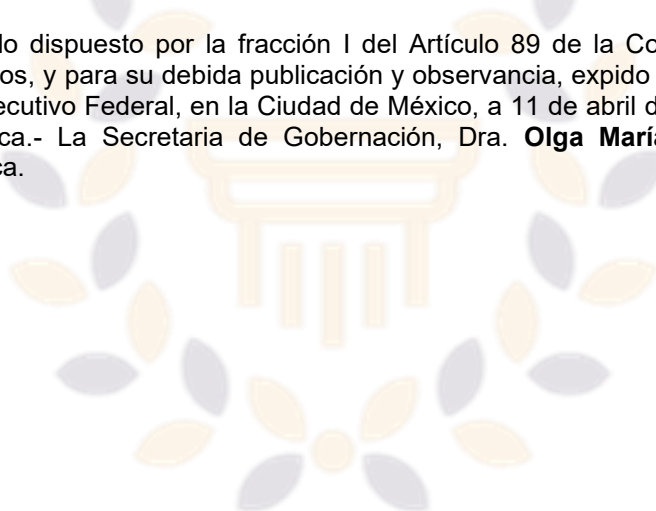 lo dispuesto por la fracción I del Artículo 89 de la Co
os, y para su debida publicación y observancia, expido
ecutivo Federal, en la Ciudad de México, a 11 de abril d
ca.- La Secretaria de Gobernación, Dra. Olga María
ca.